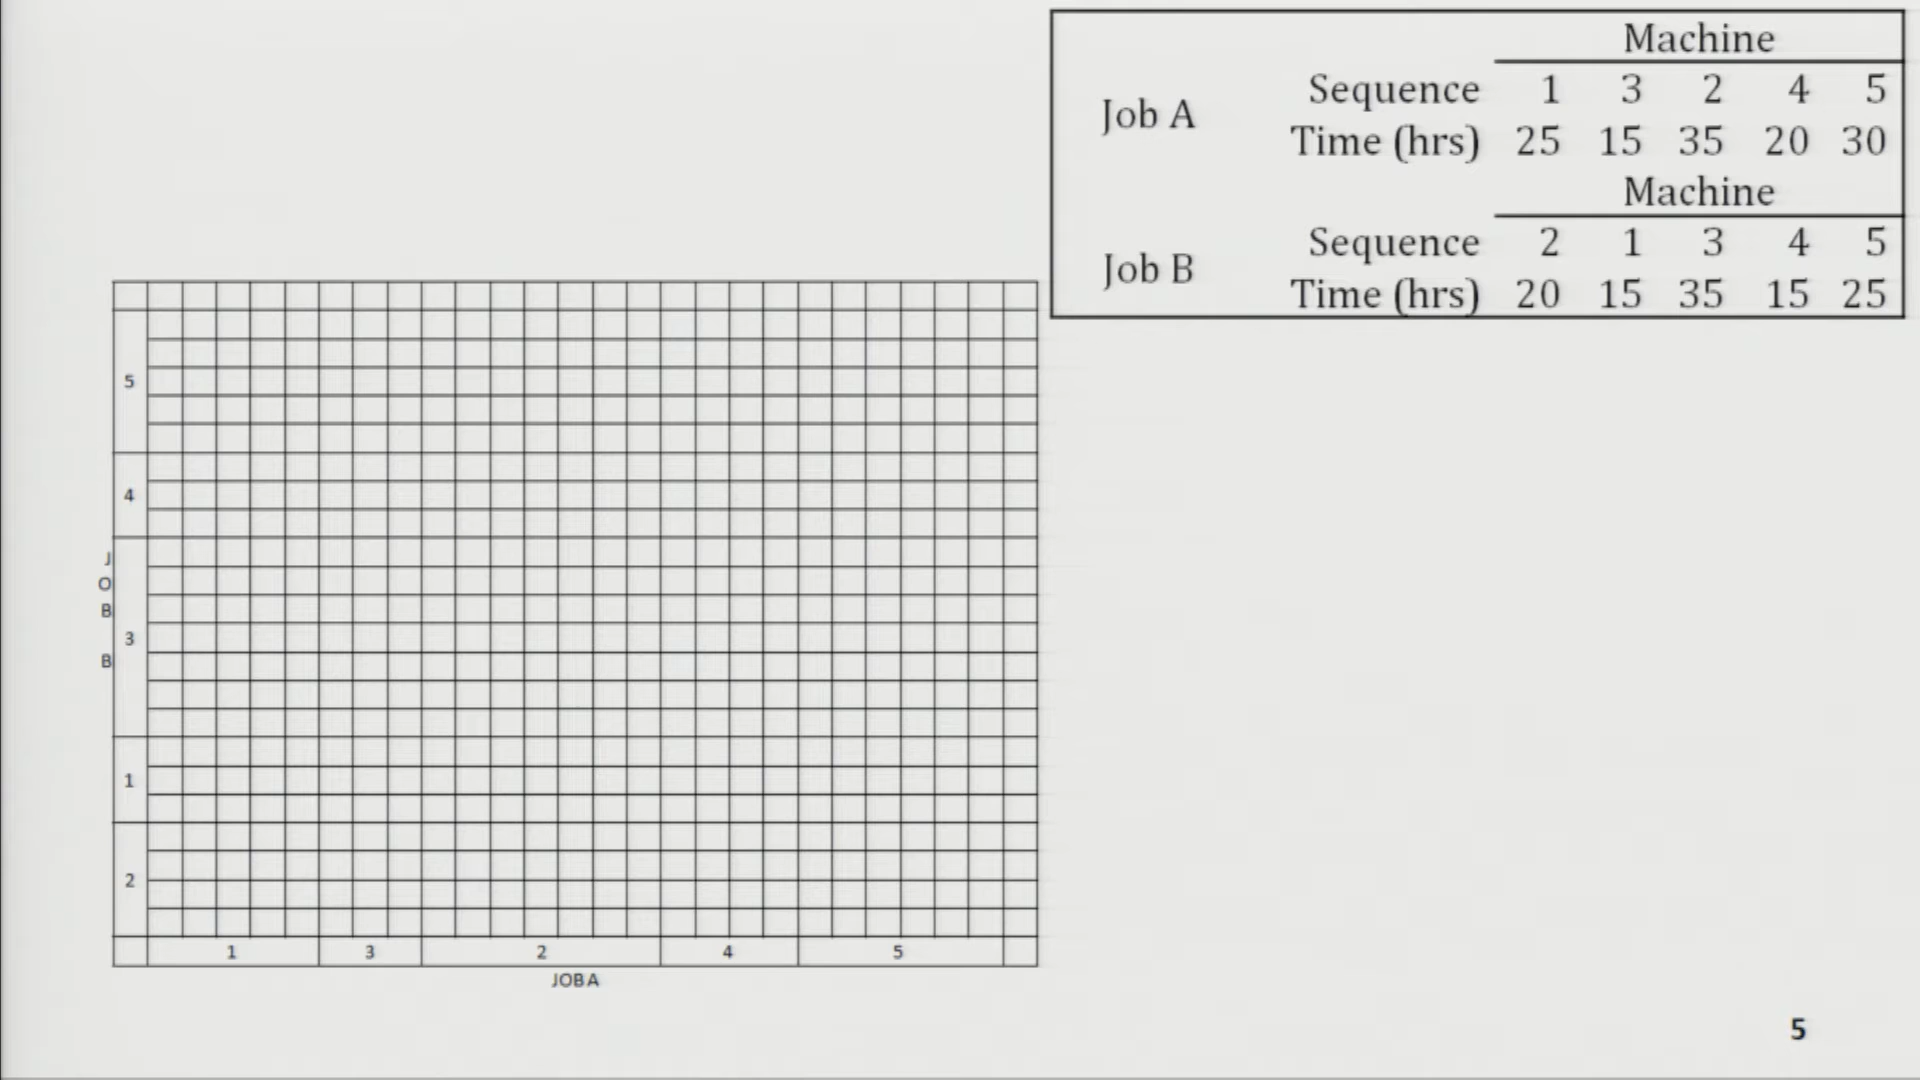 Machine
Job A
Sequence 1 3 2 4 5
Time (hrs) 25 15 35 20 30
Machine
Job B
Sequence 2 1 3 4 5
Time (hrs) 20 15 35 15 25
5
4
JOB B
3
1
2
1 3 2 4 5
JOB A
5